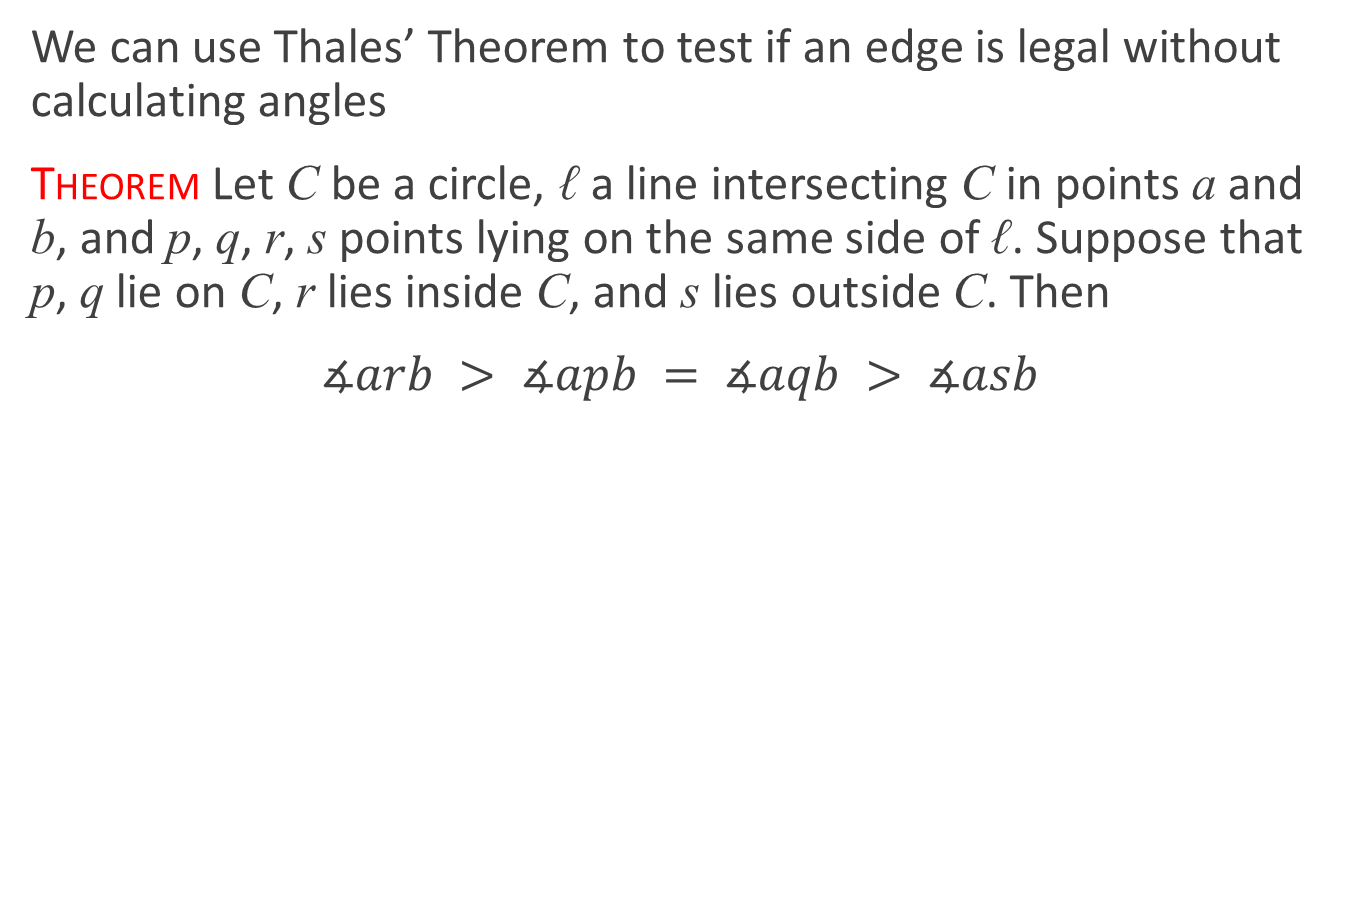 We can use Thales’ Theorem to test if an edge is legal without
calculating angles
THEOREM Let C be a circle, ℓ a line intersecting C in points a and
b, and p, q, r, s points lying on the same side of ℓ. Suppose that
p, q lie on C, r lies inside C, and s lies outside C. Then
∡arb > ∡apb = ∡aqb > ∡asb